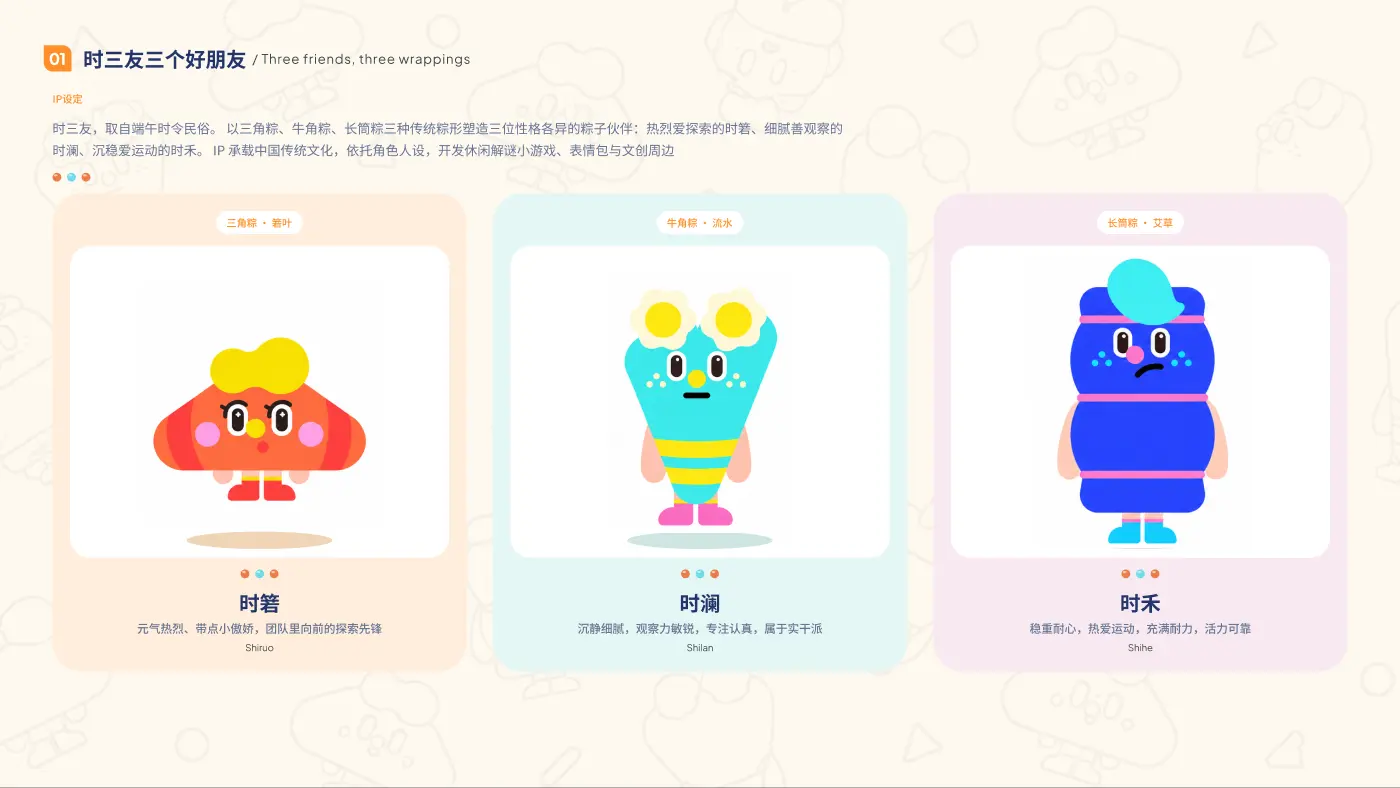 01 时三友三个好朋友 / Three friends, three wrappings
IP设定
时三友，取自端午时令民俗。 以三角粽、牛角粽、长筒粽三种传统粽形塑造三位性格各异的粽子伙伴：热烈爱探索的时箬、细腻善观察的
时澜、沉稳爱运动的时禾。 IP 承载中国传统文化，依托角色人设，开发休闲解谜小游戏、表情包与文创周边
三角粽 · 箬叶
时箬
元气热烈、带点小傲娇，团队里向前的探索先锋
Shiruo
牛角粽 · 流水
时澜
沉静细腻，观察力敏锐，专注认真，属于实干派
Shilan
长筒粽 · 艾草
时禾
稳重耐心，热爱运动，充满耐力，活力可靠
Shihe